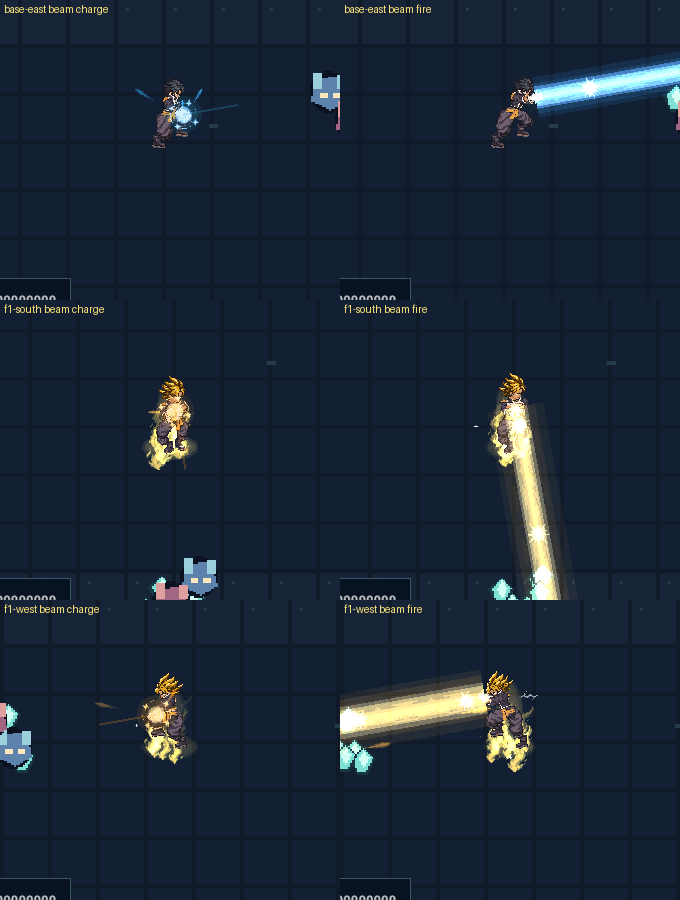 base-east beam charge
base-east beam fire
f1-south beam charge
f1-south beam fire
f1-west beam charge
f1-west beam fire